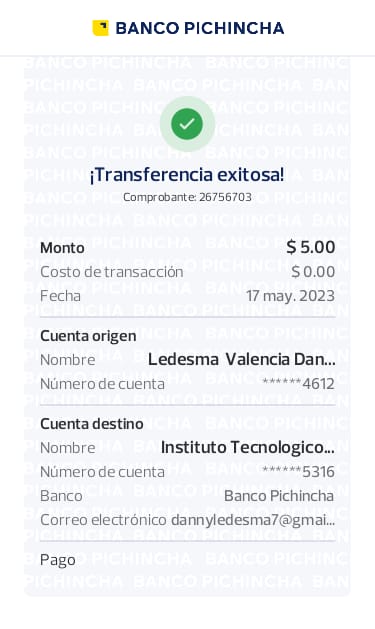 BANCO PICHINCHA
¡Transferencia exitosa!
Comprobante: 26756703
Monto $ 5.00
Costo de transacción $ 0.00
Fecha 17 may. 2023
Cuenta origen
Nombre Ledesma Valencia Dan...
Número de cuenta ******4612
Cuenta destino
Nombre Instituto Tecnologico...
Número de cuenta ******5316
Banco Banco Pichincha
Correo electrónico dannyledesma7@gmai...
Pago